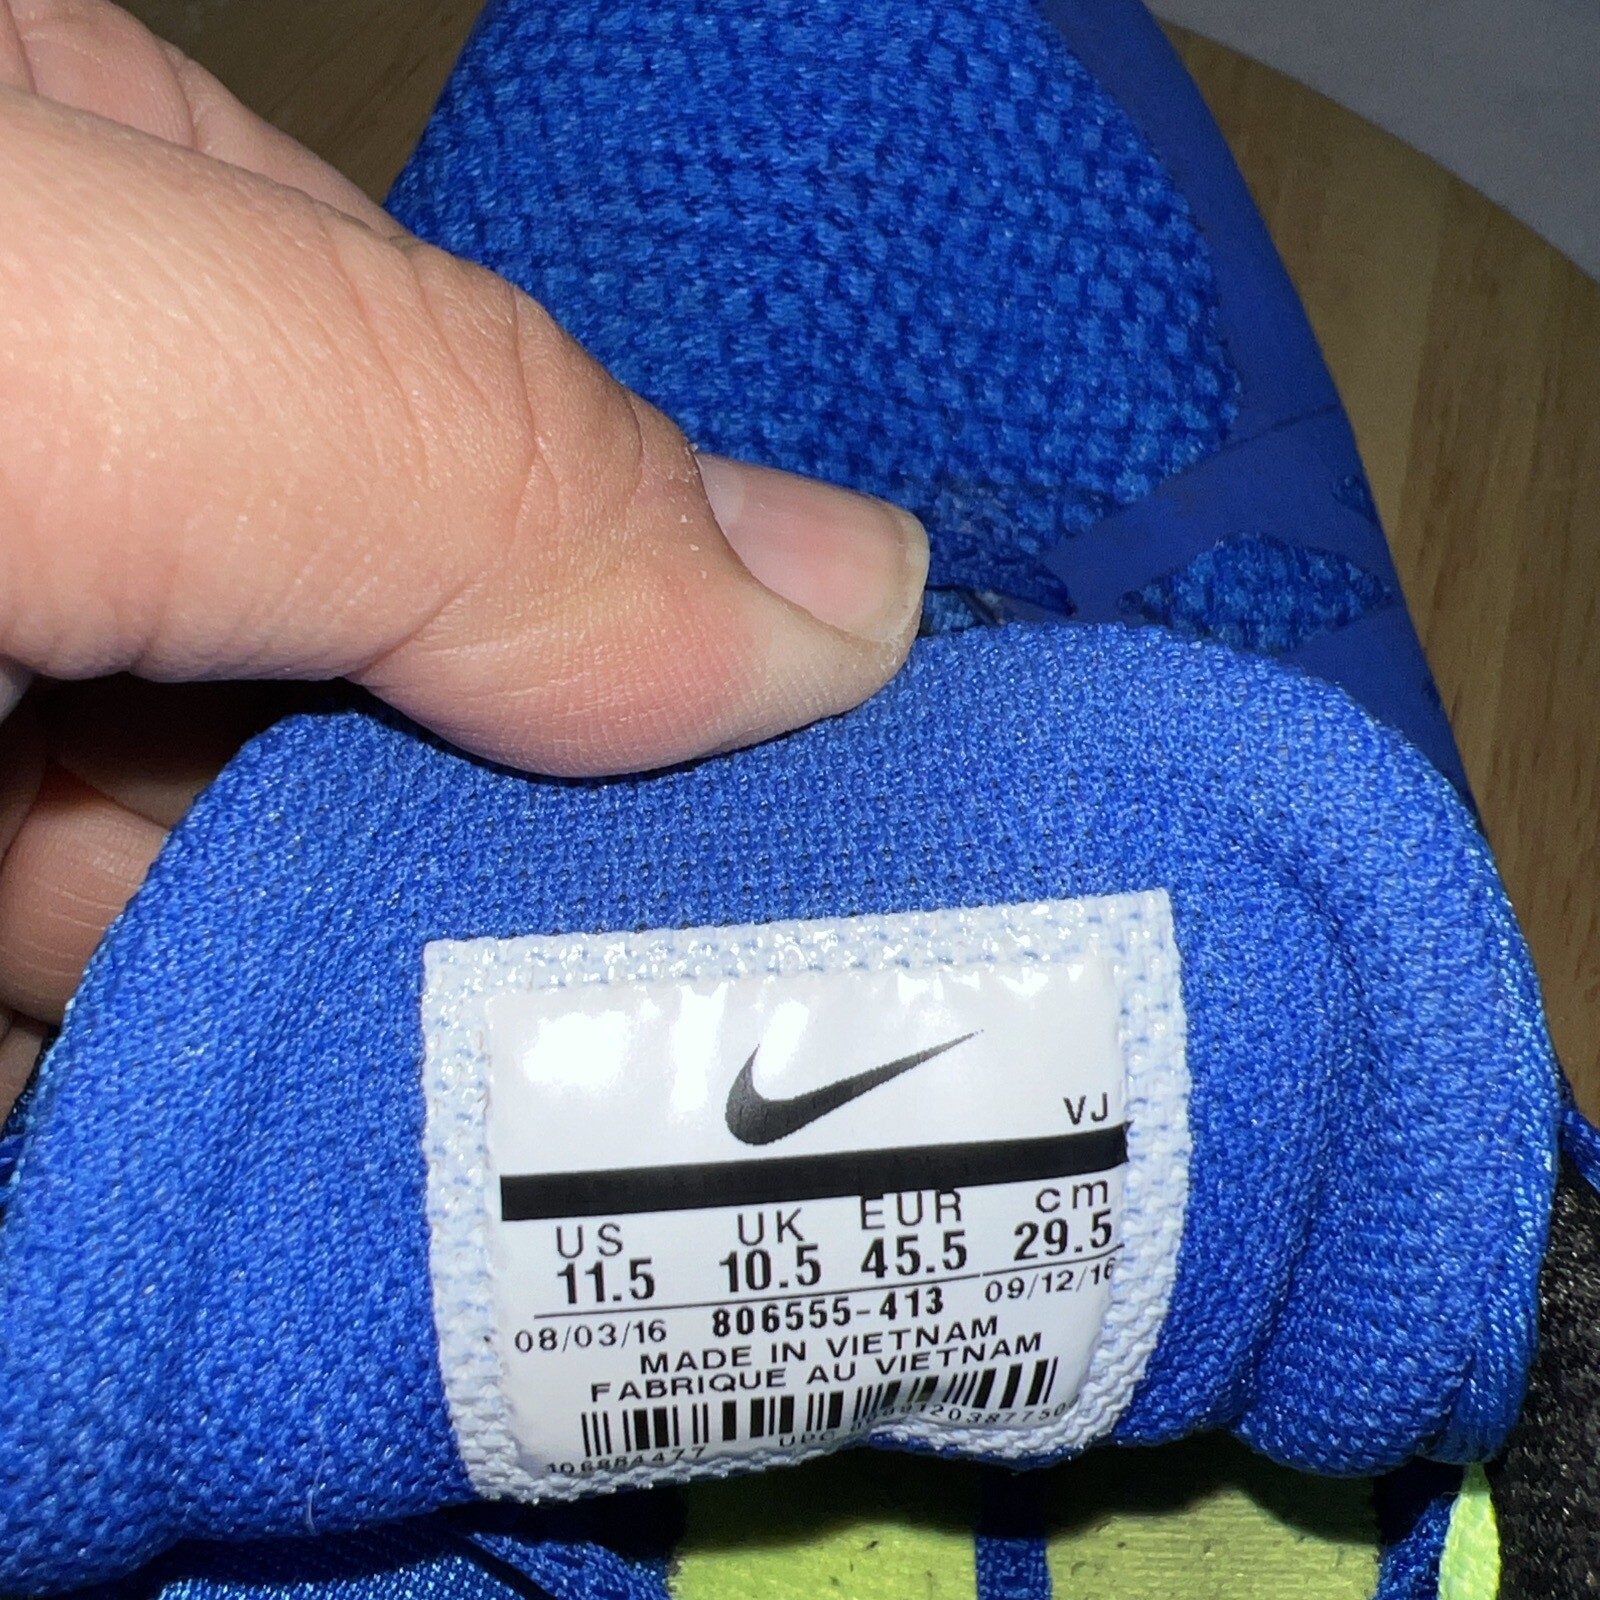 VJ
US UK EUR cm
11.5 10.5 45.5 29.5
08/03/16 806555-413 09/12/16
MADE IN VIETNAM
FABRIQUE AU VIETNAM
UPC